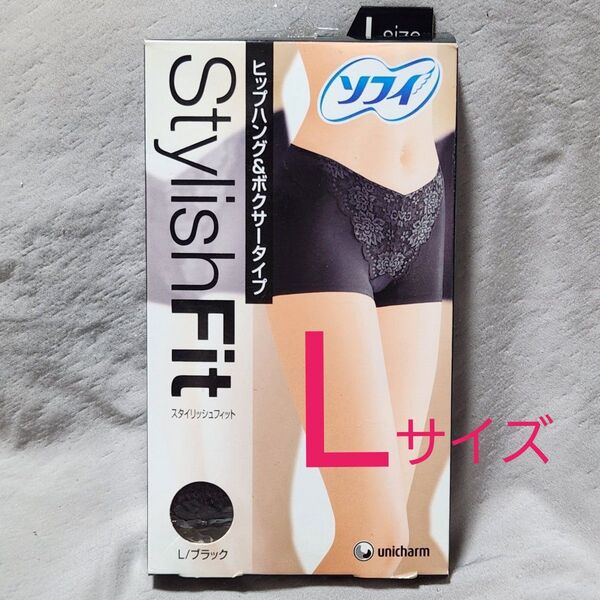 L size
ソフィ
ヒップハング&ボクサータイプ
StylishFit
スタイリッシュフィット
Lサイズ
L/ブラック
unicharm